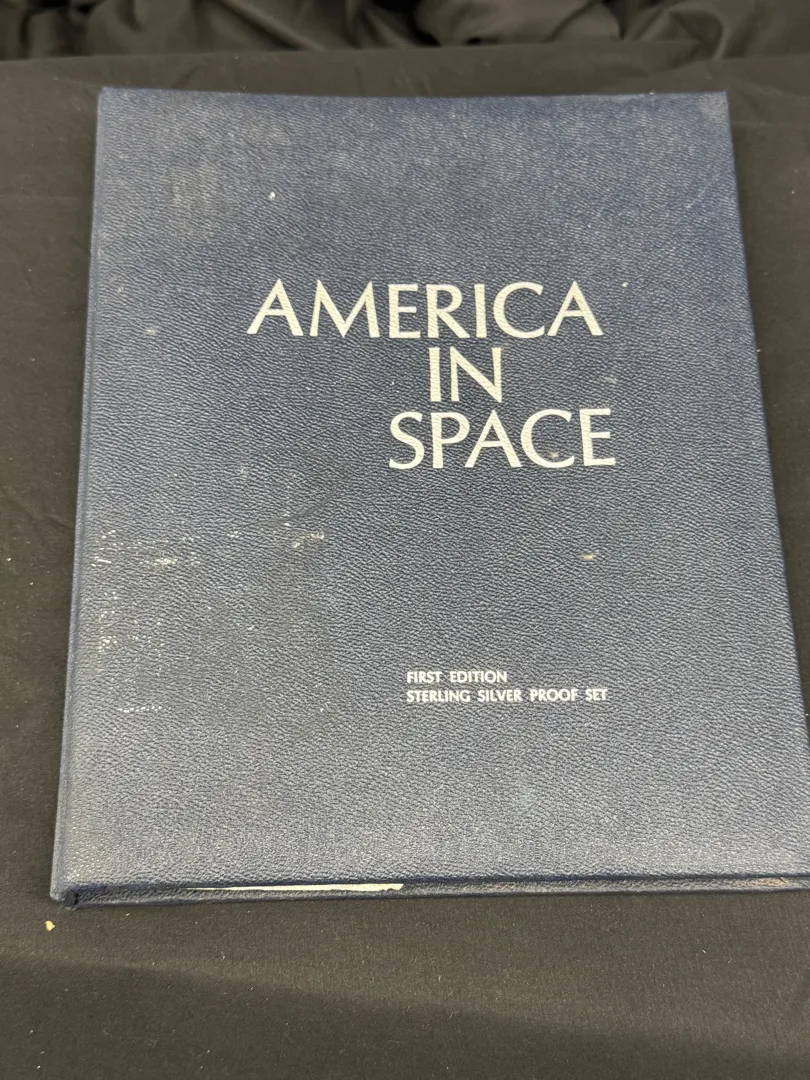 AMERICA
IN
SPACE
FIRST EDITION
STERLING SILVER PROOF SET